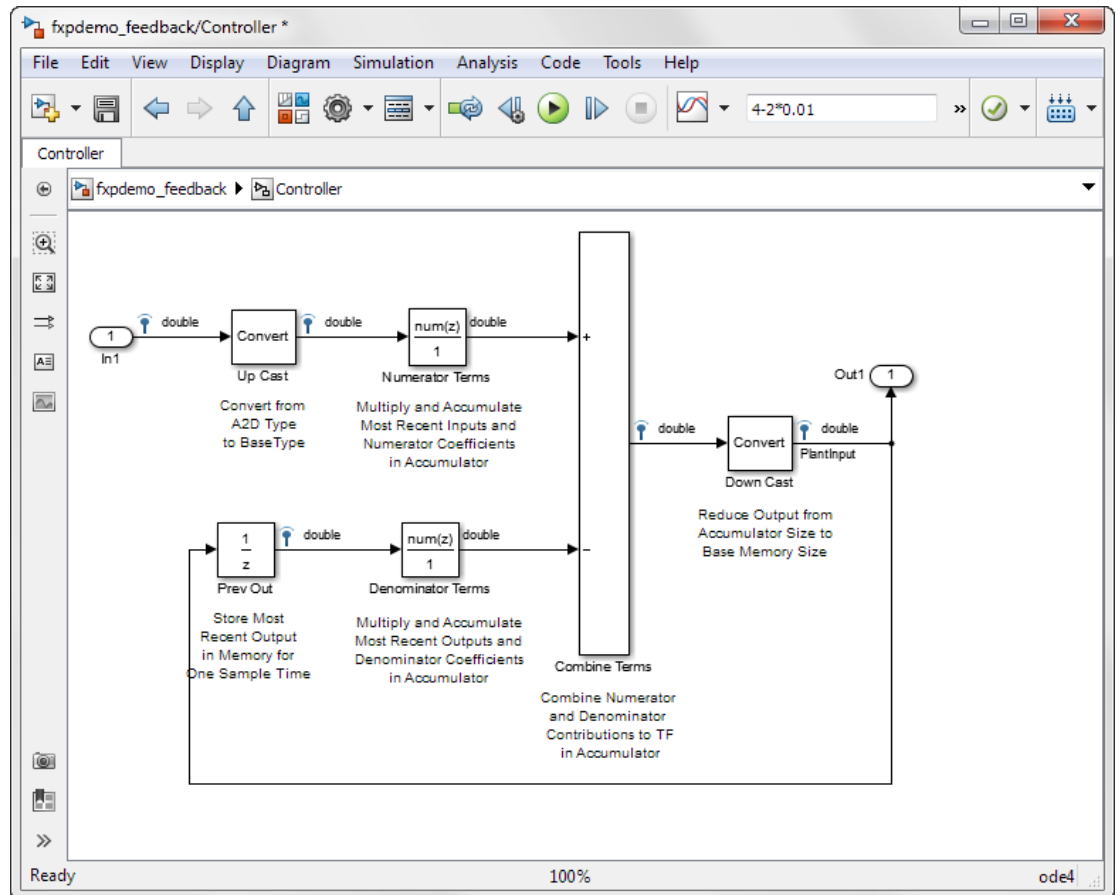 fxpdemo_feedback/Controller *
File Edit View Display Diagram Simulation Analysis Code Tools Help
4-2*0.01
»
Controller
fxpdemo_feedback Controller
1
In1
double
Convert
Up Cast
Convert from
A2D Type
to BaseType
double
num(z)
1
Numerator Terms
Multiply and Accumulate
Most Recent Inputs and
Numerator Coefficients
in Accumulator
double
+
1
z
Prev Out
Store Most
Recent Output
in Memory for
One Sample Time
double
num(z)
1
Denominator Terms
Multiply and Accumulate
Most Recent Outputs and
Denominator Coefficients
in Accumulator
double
−
Combine Terms
Combine Numerator
and Denominator
Contributions to TF
in Accumulator
double
Convert
Down Cast
Reduce Output from
Accumulator Size to
Base Memory Size
double
PlantInput
Out1
1
Ready 100% ode4